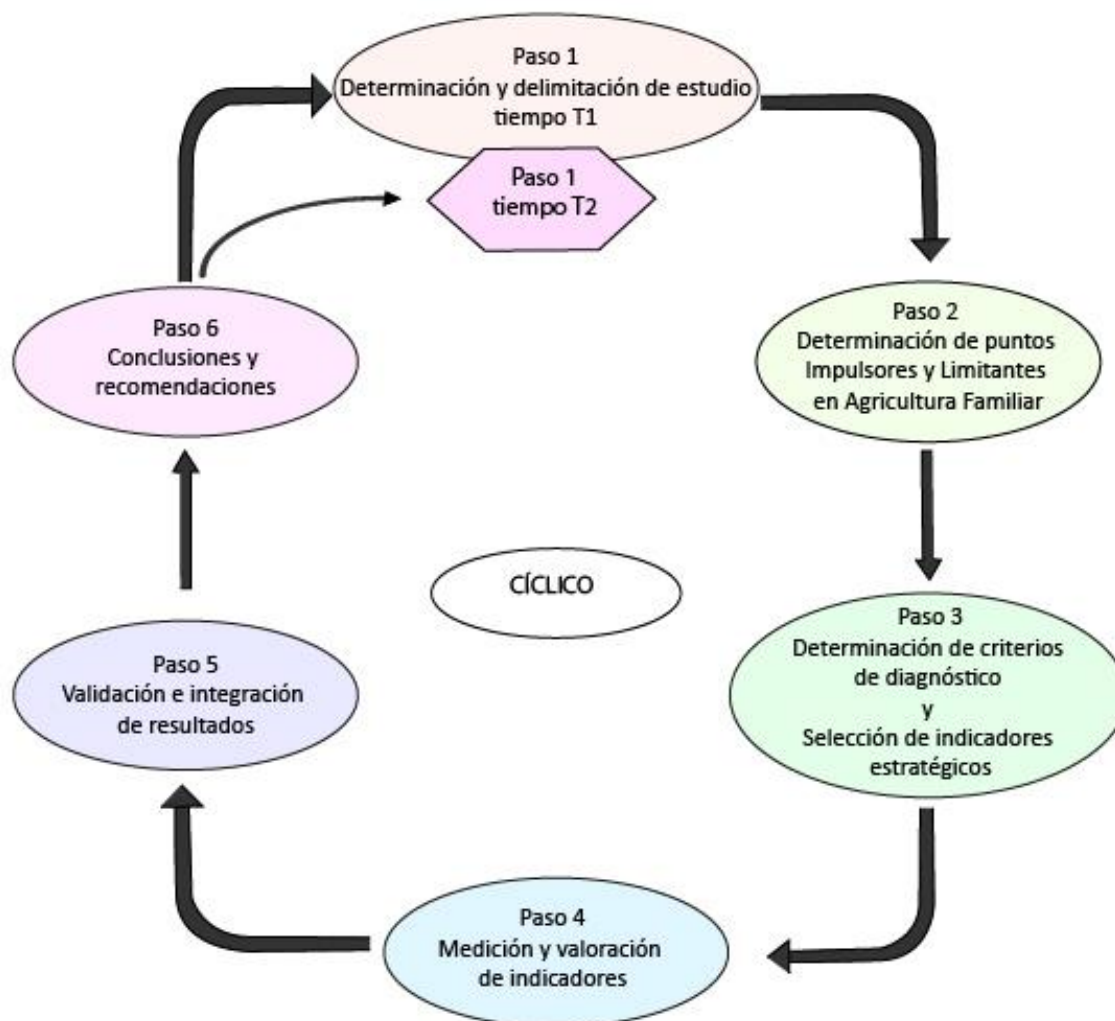 Paso 1
Determinación y delimitación de estudio
tiempo T1
Paso 1
tiempo T2
Paso 2
Determinación de puntos
Impulsores y Limitantes
en Agricultura Familiar
Paso 3
Determinación de criterios
de diagnóstico
y
Selección de indicadores
estratégicos
Paso 4
Medición y valoración
de indicadores
Paso 5
Validación e integración
de resultados
Paso 6
Conclusiones y
recomendaciones
CÍCLICO